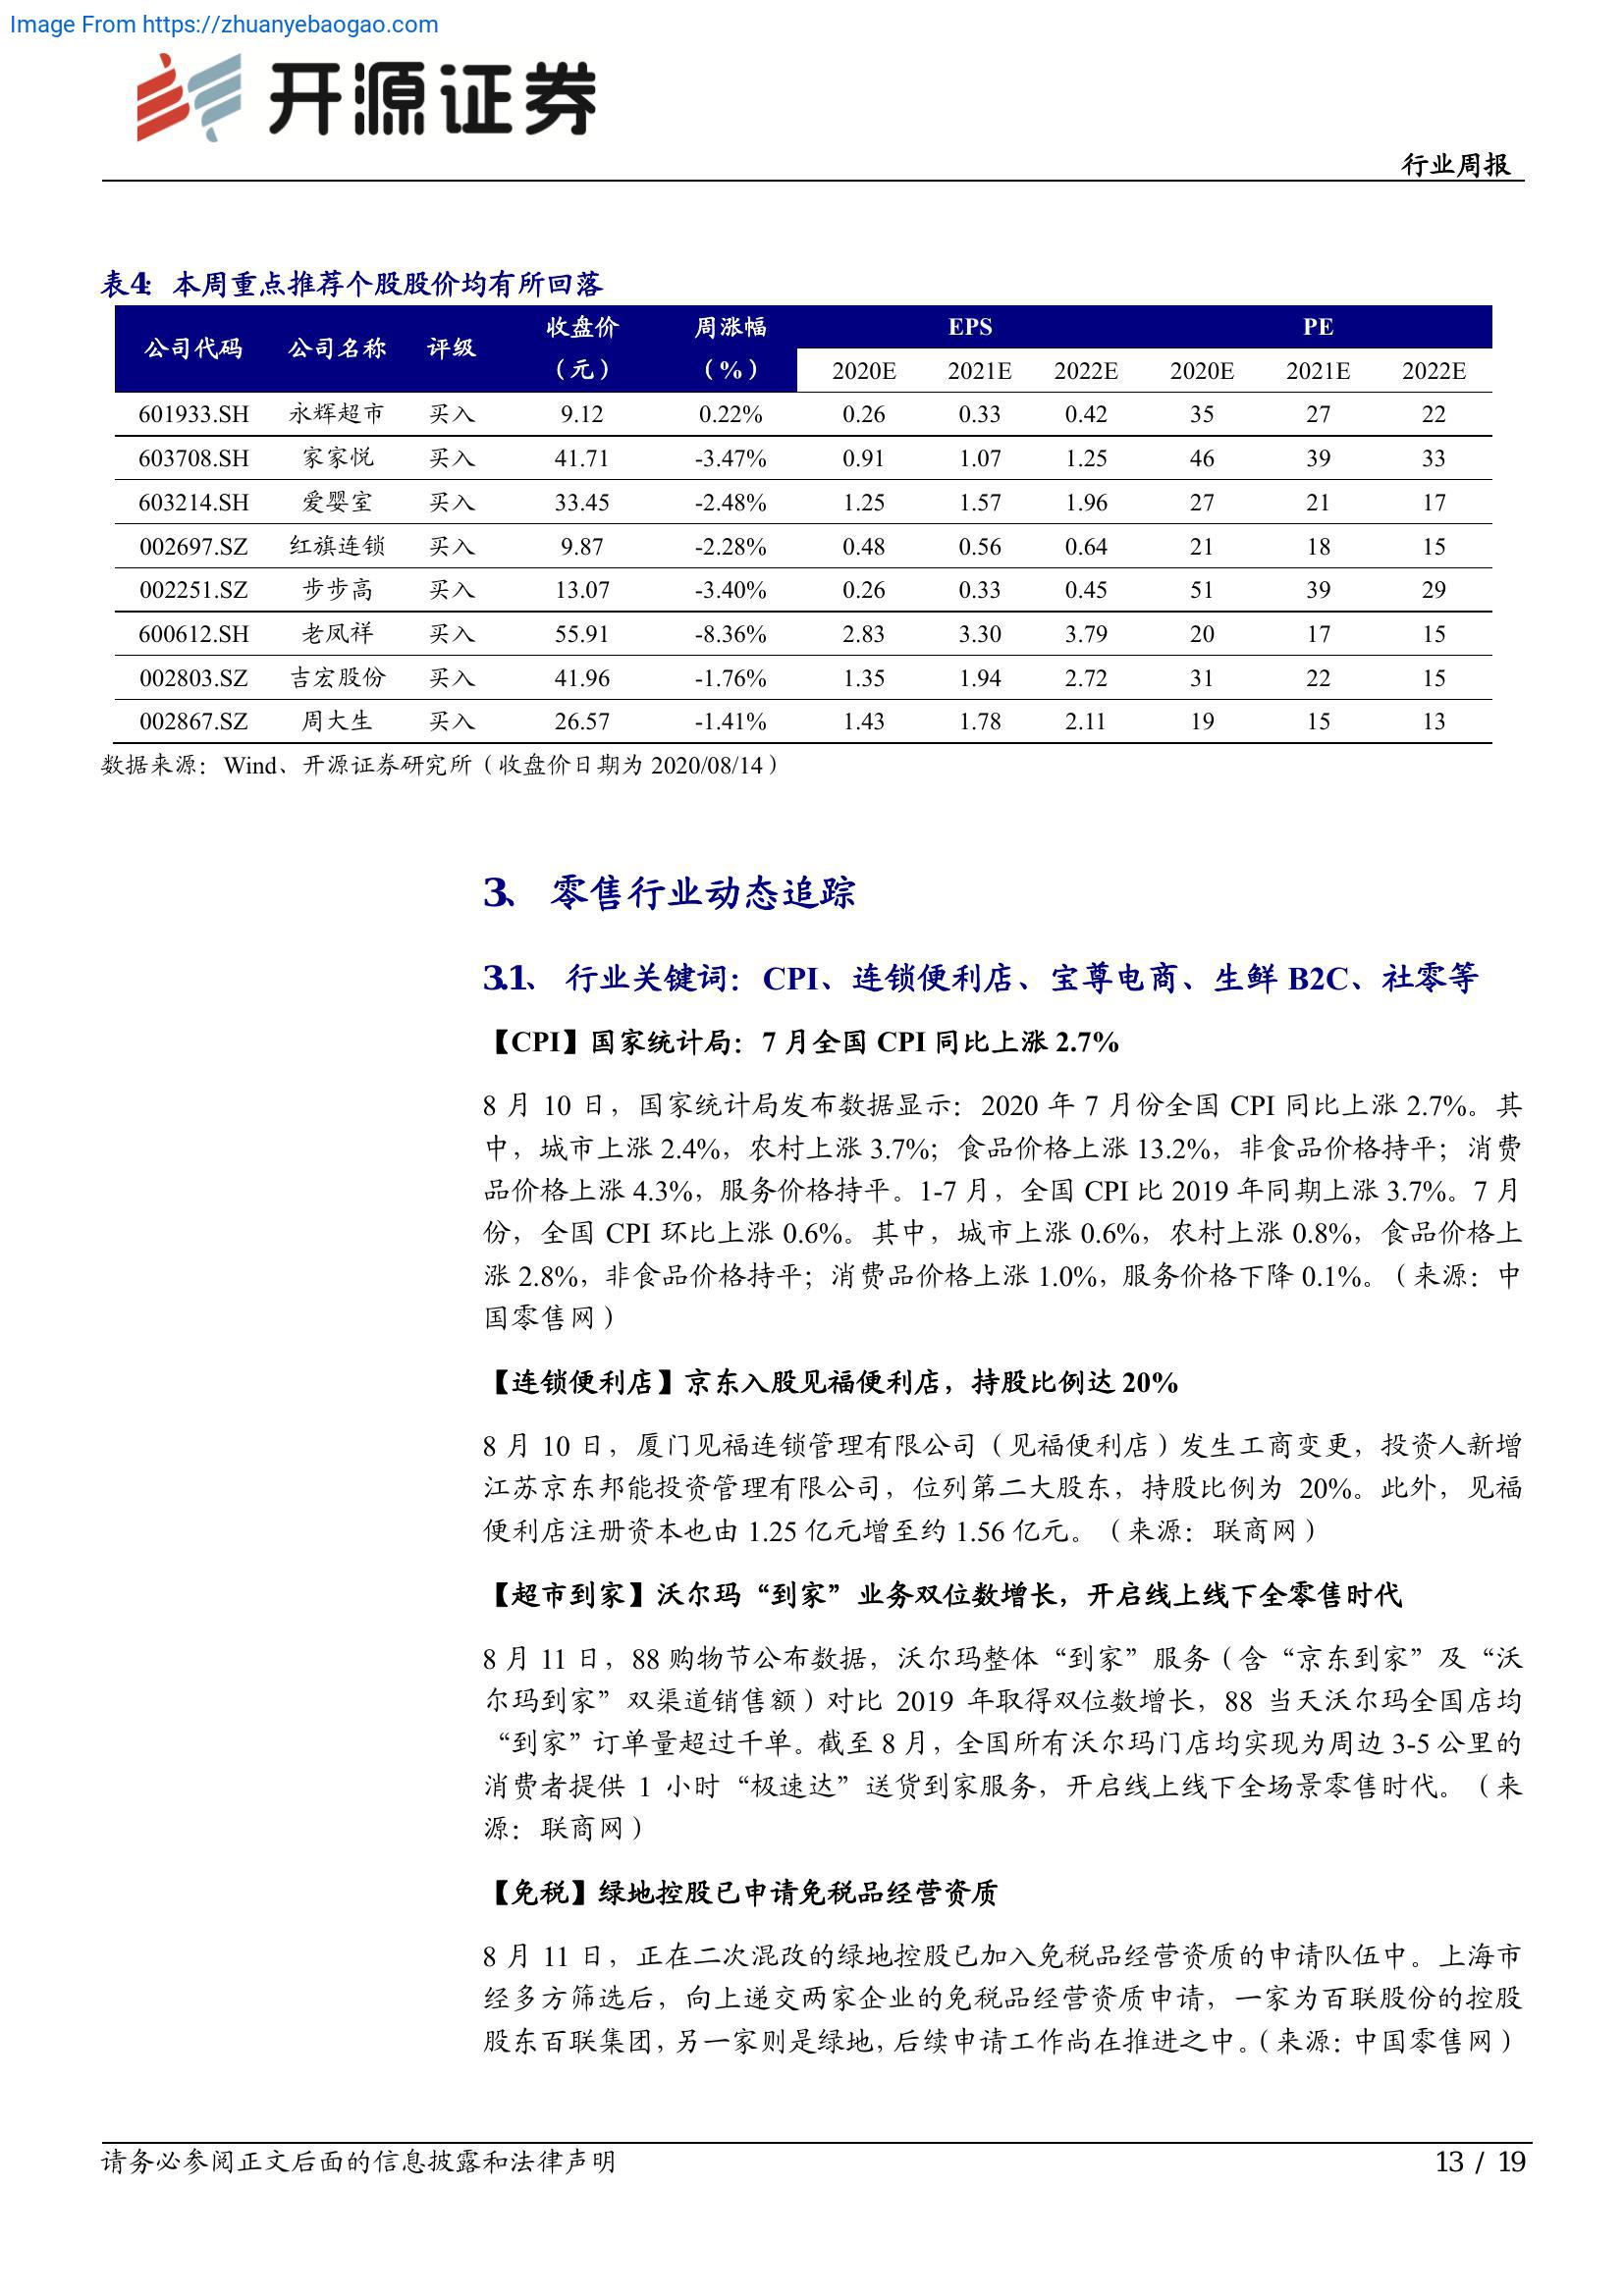 Image From https://zhuanyebaogao.com
开源证券
行业周报
表4：本周重点推荐个股股价均有所回落
公司代码 公司名称 评级 收盘价（元） 周涨幅（%） EPS PE
2020E 2021E 2022E 2020E 2021E 2022E
601933.SH 永辉超市 买入 9.12 0.22% 0.26 0.33 0.42 35 27 22
603708.SH 家家悦 买入 41.71 -3.47% 0.91 1.07 1.25 46 39 33
603214.SH 爱婴室 买入 33.45 -2.48% 1.25 1.57 1.96 27 21 17
002697.SZ 红旗连锁 买入 9.87 -2.28% 0.48 0.56 0.64 21 18 15
002251.SZ 步步高 买入 13.07 -3.40% 0.26 0.33 0.45 51 39 29
600612.SH 老凤祥 买入 55.91 -8.36% 2.83 3.30 3.79 20 17 15
002803.SZ 吉宏股份 买入 41.96 -1.76% 1.35 1.94 2.72 31 22 15
002867.SZ 周大生 买入 26.57 -1.41% 1.43 1.78 2.11 19 15 13
数据来源：Wind、开源证券研究所（收盘价日期为 2020/08/14）
3、 零售行业动态追踪
3.1、 行业关键词：CPI、连锁便利店、宝尊电商、生鲜 B2C、社零等
【CPI】国家统计局：7 月全国 CPI 同比上涨 2.7%
8 月 10 日，国家统计局发布数据显示：2020 年 7 月份全国 CPI 同比上涨 2.7%。其
中，城市上涨 2.4%，农村上涨 3.7%；食品价格上涨 13.2%，非食品价格持平；消费
品价格上涨 4.3%，服务价格持平。1-7 月，全国 CPI 比 2019 年同期上涨 3.7%。7 月
份，全国 CPI 环比上涨 0.6%。其中，城市上涨 0.6%，农村上涨 0.8%，食品价格上
涨 2.8%，非食品价格持平；消费品价格上涨 1.0%，服务价格下降 0.1%。（来源：中
国零售网）
【连锁便利店】京东入股见福便利店，持股比例达 20%
8 月 10 日，厦门见福连锁管理有限公司（见福便利店）发生工商变更，投资人新增
江苏京东邦能投资管理有限公司，位列第二大股东，持股比例为 20%。此外，见福
便利店注册资本也由 1.25 亿元增至约 1.56 亿元。（来源：联商网）
【超市到家】沃尔玛“到家”业务双位数增长，开启线上线下全零售时代
8 月 11 日，88 购物节公布数据，沃尔玛整体“到家”服务（含“京东到家”及“沃
尔玛到家”双渠道销售额）对比 2019 年取得双位数增长，88 当天沃尔玛全国店均
“到家”订单量超过千单。截至 8 月，全国所有沃尔玛门店均实现为周边 3-5 公里的
消费者提供 1 小时“极速达”送货到家服务，开启线上线下全场景零售时代。（来
源：联商网）
【免税】绿地控股已申请免税品经营资质
8 月 11 日，正在二次混改的绿地控股已加入免税品经营资质的申请队伍中。上海市
经多方筛选后，向上递交两家企业的免税品经营资质申请，一家为百联股份的控股
股东百联集团，另一家则是绿地，后续申请工作尚在推进之中。（来源：中国零售网）
请务必参阅正文后面的信息披露和法律声明
13 / 19